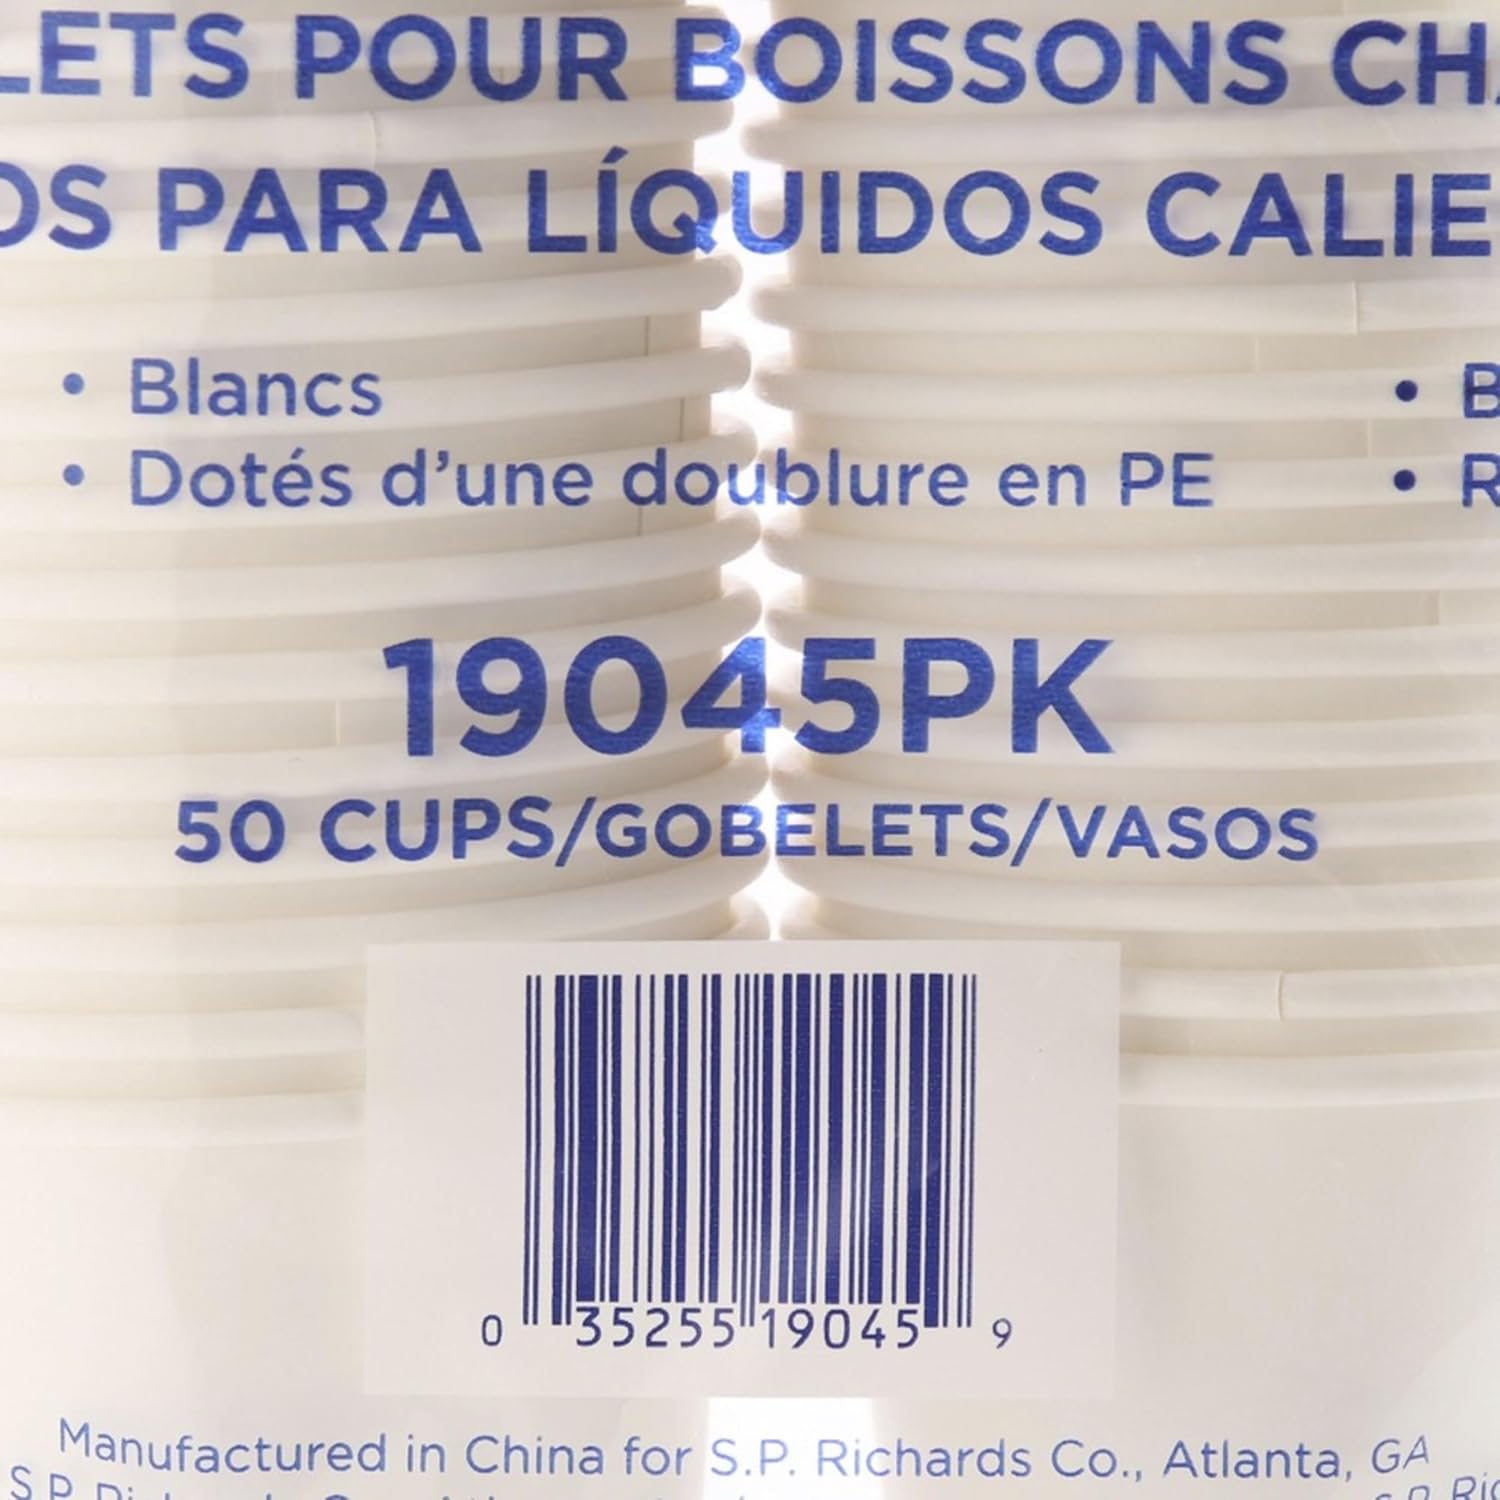 LETS POUR BOISSONS CH
OS PARA LÍQUIDOS CALIE
• Blancs
• Dotés d'une doublure en PE
• B
• R
19045PK
50 CUPS/GOBELETS/VASOS
0 35255 19045 9
Manufactured in China for S.P. Richards Co., Atlanta, GA